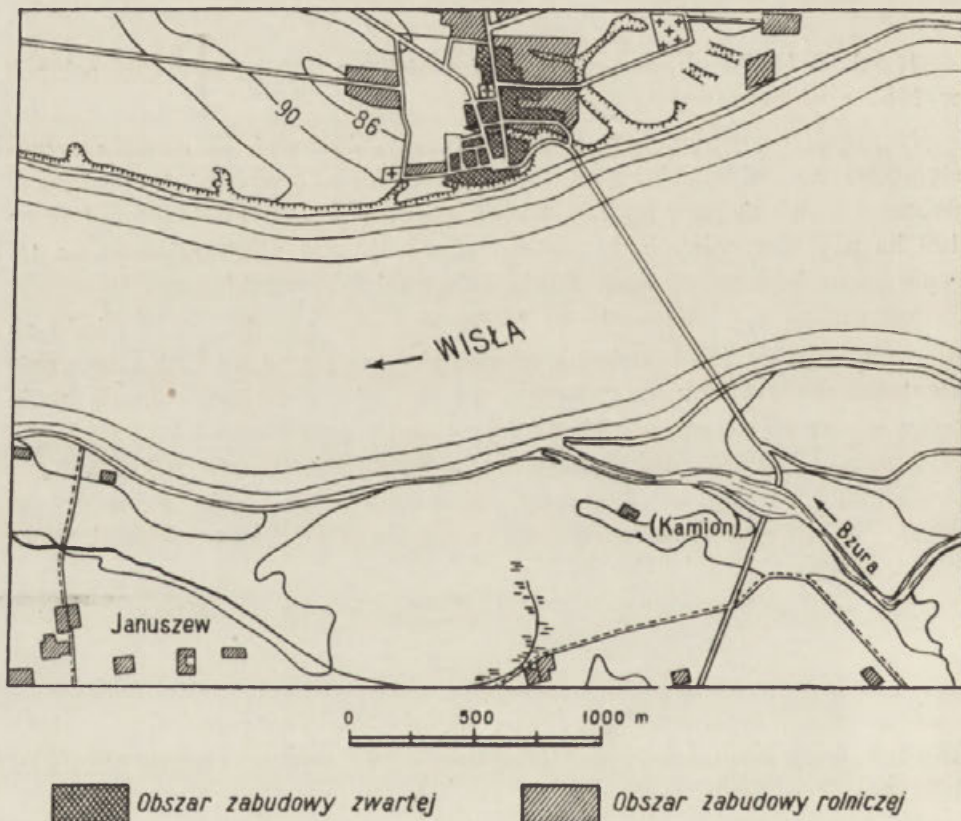 90
86
WISŁA
(Kamion)
Bzura
Januszew
0 500 1000 m
Obszar zabudowy zwartej
Obszar zabudowy rolniczej